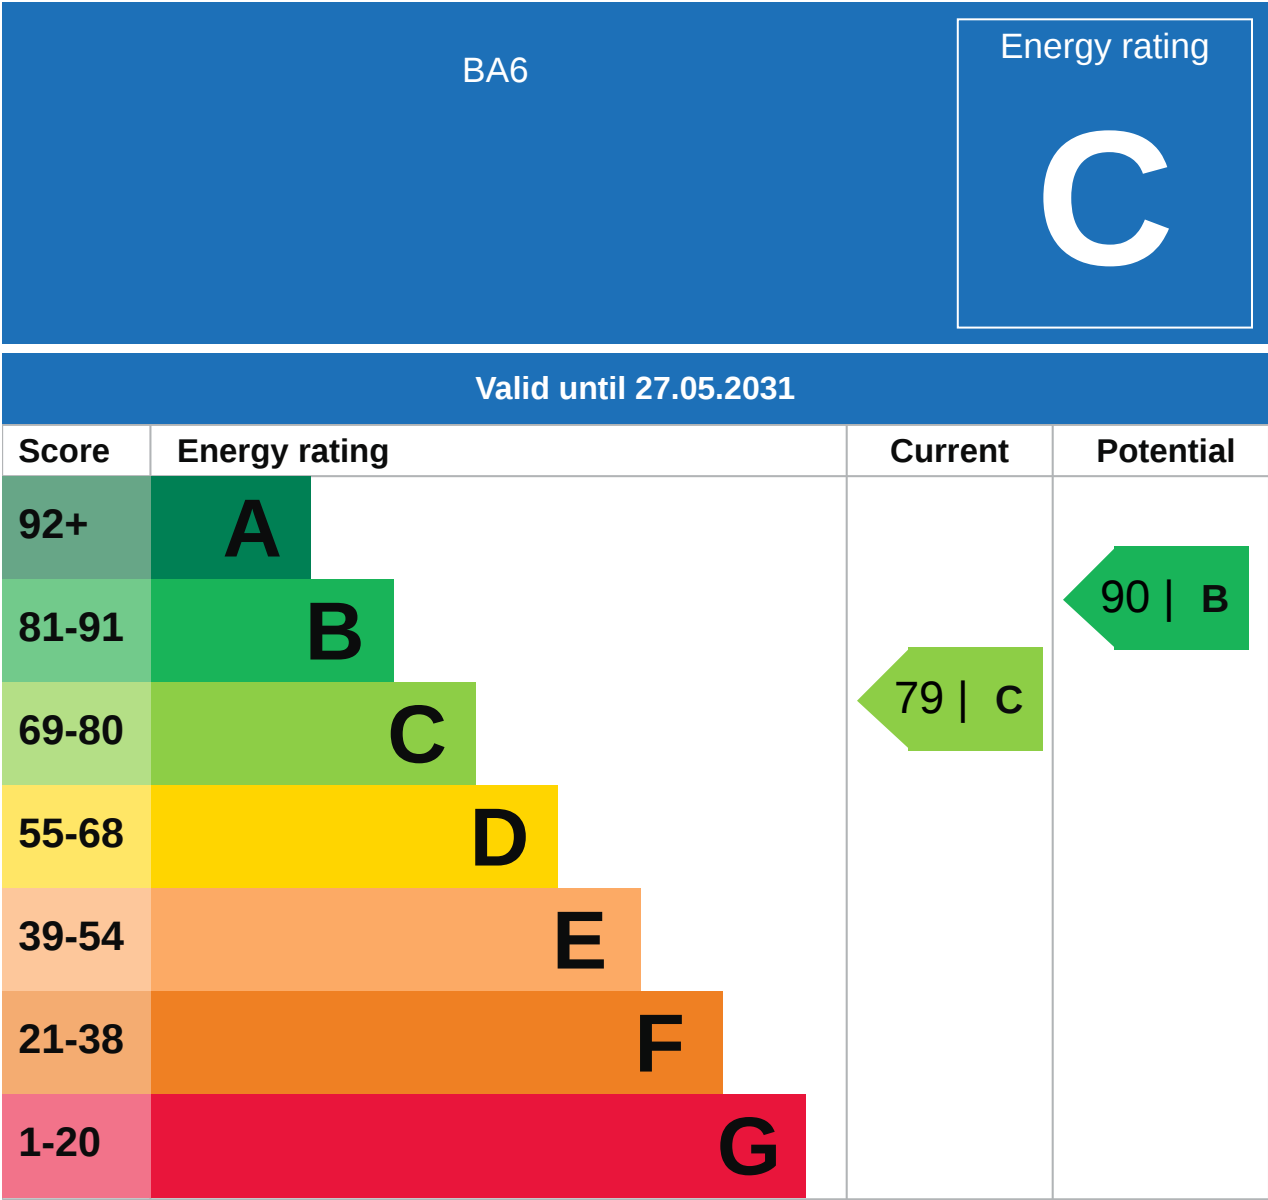 BA6
Energy rating
C
Valid until 27.05.2031
Score Energy rating Current Potential
92+ A
81-91 B
90 | B
69-80 C
79 | C
55-68 D
39-54 E
21-38 F
1-20 G